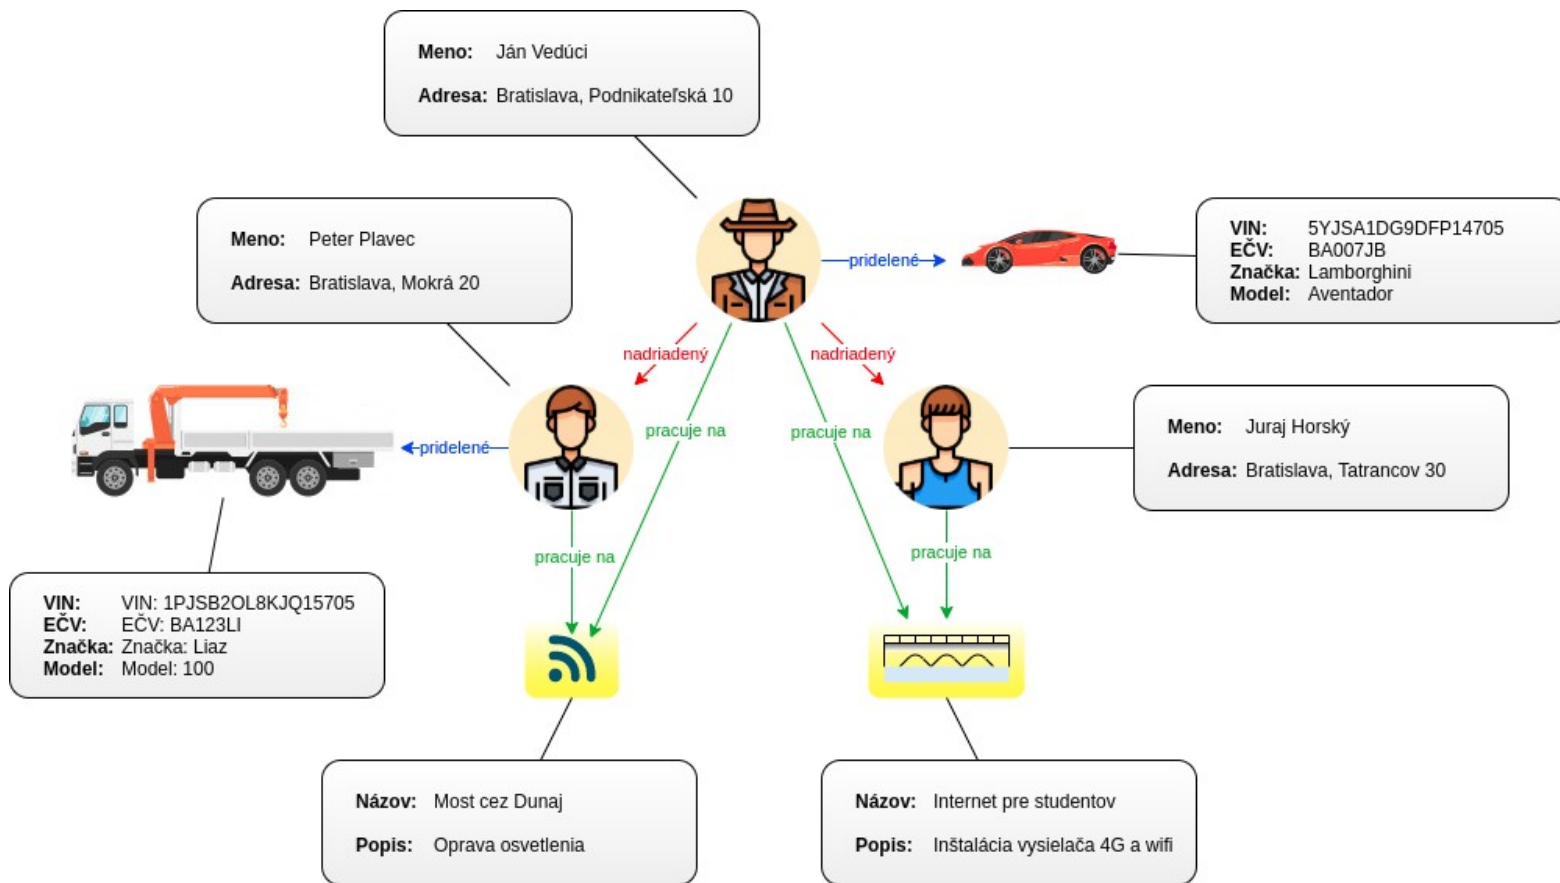 Meno: Ján Vedúci
Adresa: Bratislava, Podnikateľská 10
Meno: Peter Plavec
Adresa: Bratislava, Mokrá 20
pridelené
VIN: 5YJSA1DG9DFP14705
EČV: BA007JB
Značka: Lamborghini
Model: Aventador
nadriadený
nadriadený
pracuje na
pracuje na
pridelené
Meno: Juraj Horský
Adresa: Bratislava, Tatrancov 30
pracuje na
pracuje na
VIN: VIN: 1PJSB2OL8KJQ15705
EČV: EČV: BA123LI
Značka: Značka: Liaz
Model: Model: 100
Názov: Most cez Dunaj
Popis: Oprava osvetlenia
Názov: Internet pre studentov
Popis: Inštalácia vysielača 4G a wifi